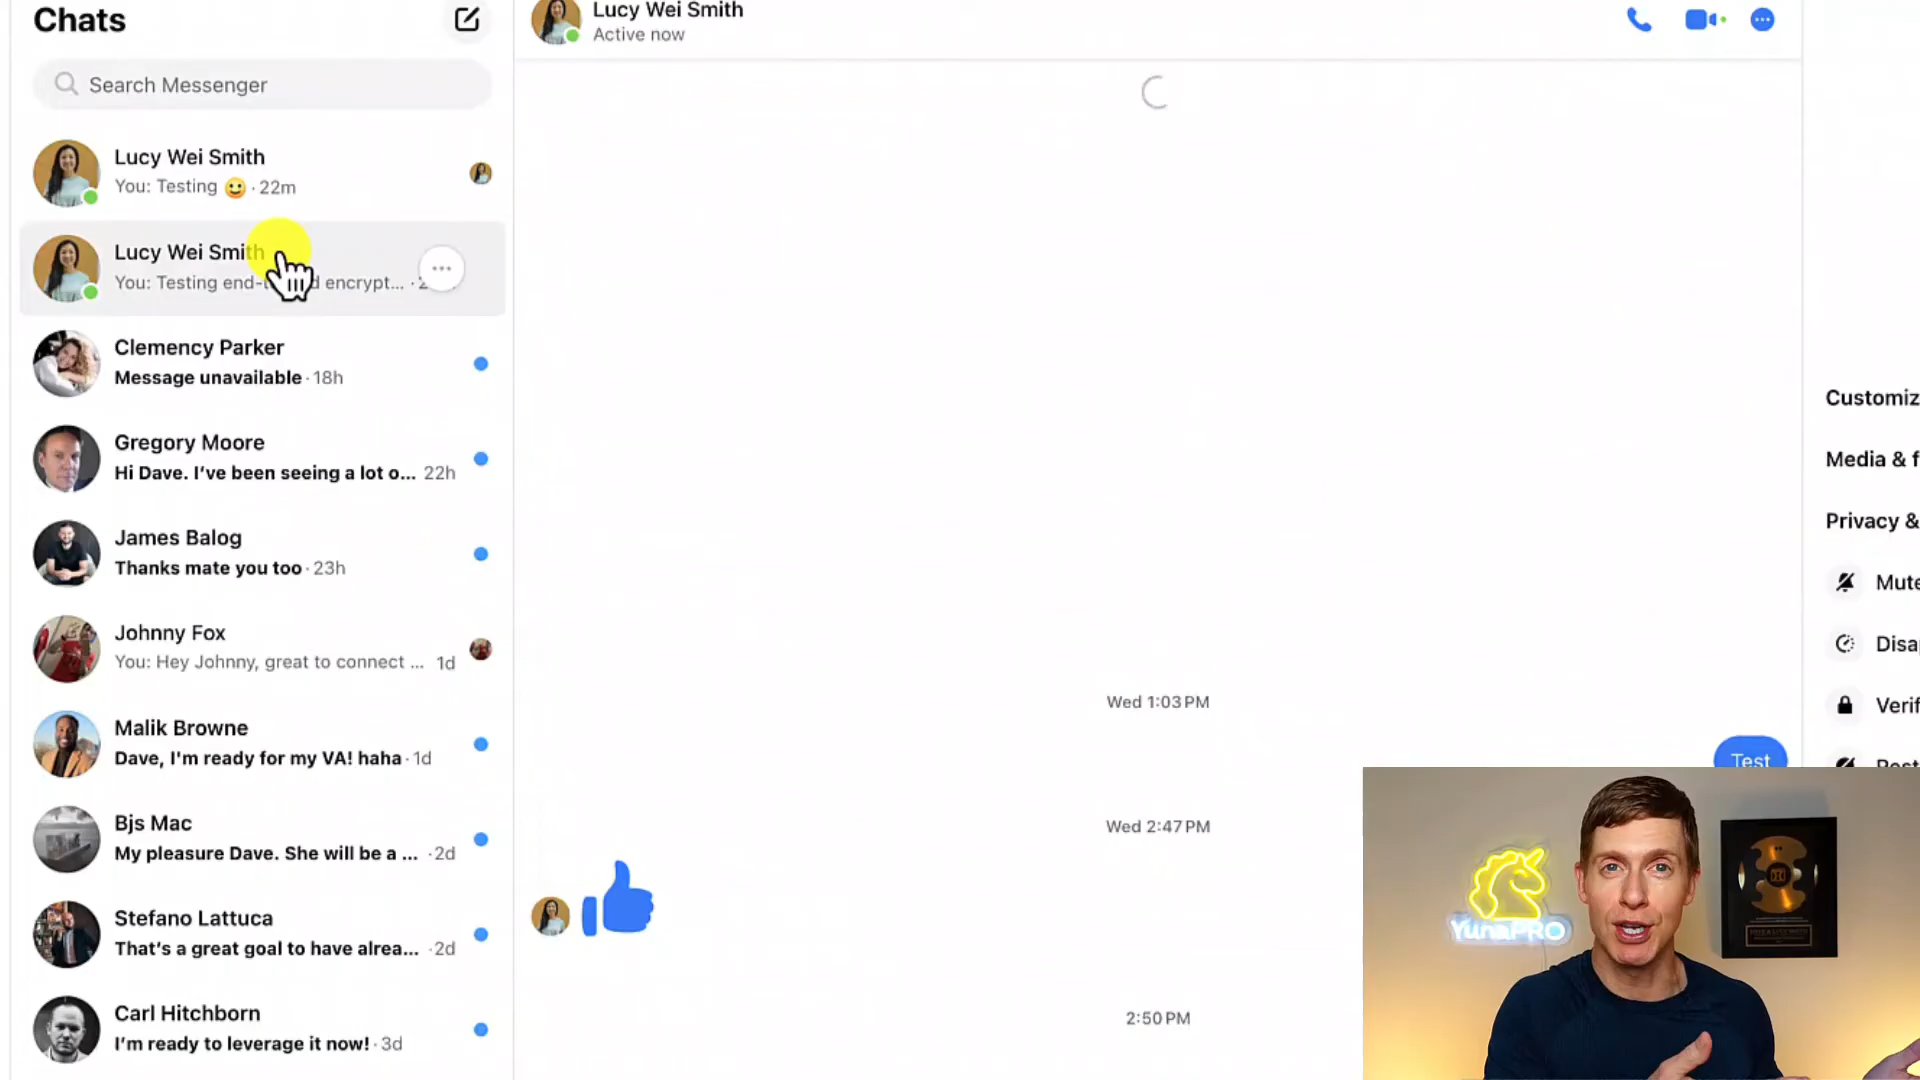 Chats
Search Messenger
Lucy Wei Smith
You: Testing 😀 · 22m
Lucy Wei Smith
You: Testing end- encrypt... ·
Clemency Parker
Message unavailable · 18h
Gregory Moore
Hi Dave. I've been seeing a lot o... 22h
James Balog
Thanks mate you too · 23h
Johnny Fox
You: Hey Johnny, great to connect ... 1d
Malik Browne
Dave, I'm ready for my VA! haha · 1d
Bjs Mac
My pleasure Dave. She will be a ... · 2d
Stefano Lattuca
That's a great goal to have alrea... · 2d
Carl Hitchborn
I'm ready to leverage it now! · 3d
Lucy Wei Smith
Active now
Wed 1:03 PM
Test
Wed 2:47 PM
2:50 PM
Customiz
Media & f
Privacy &
Mute
Disap
Verif
YunaPRO